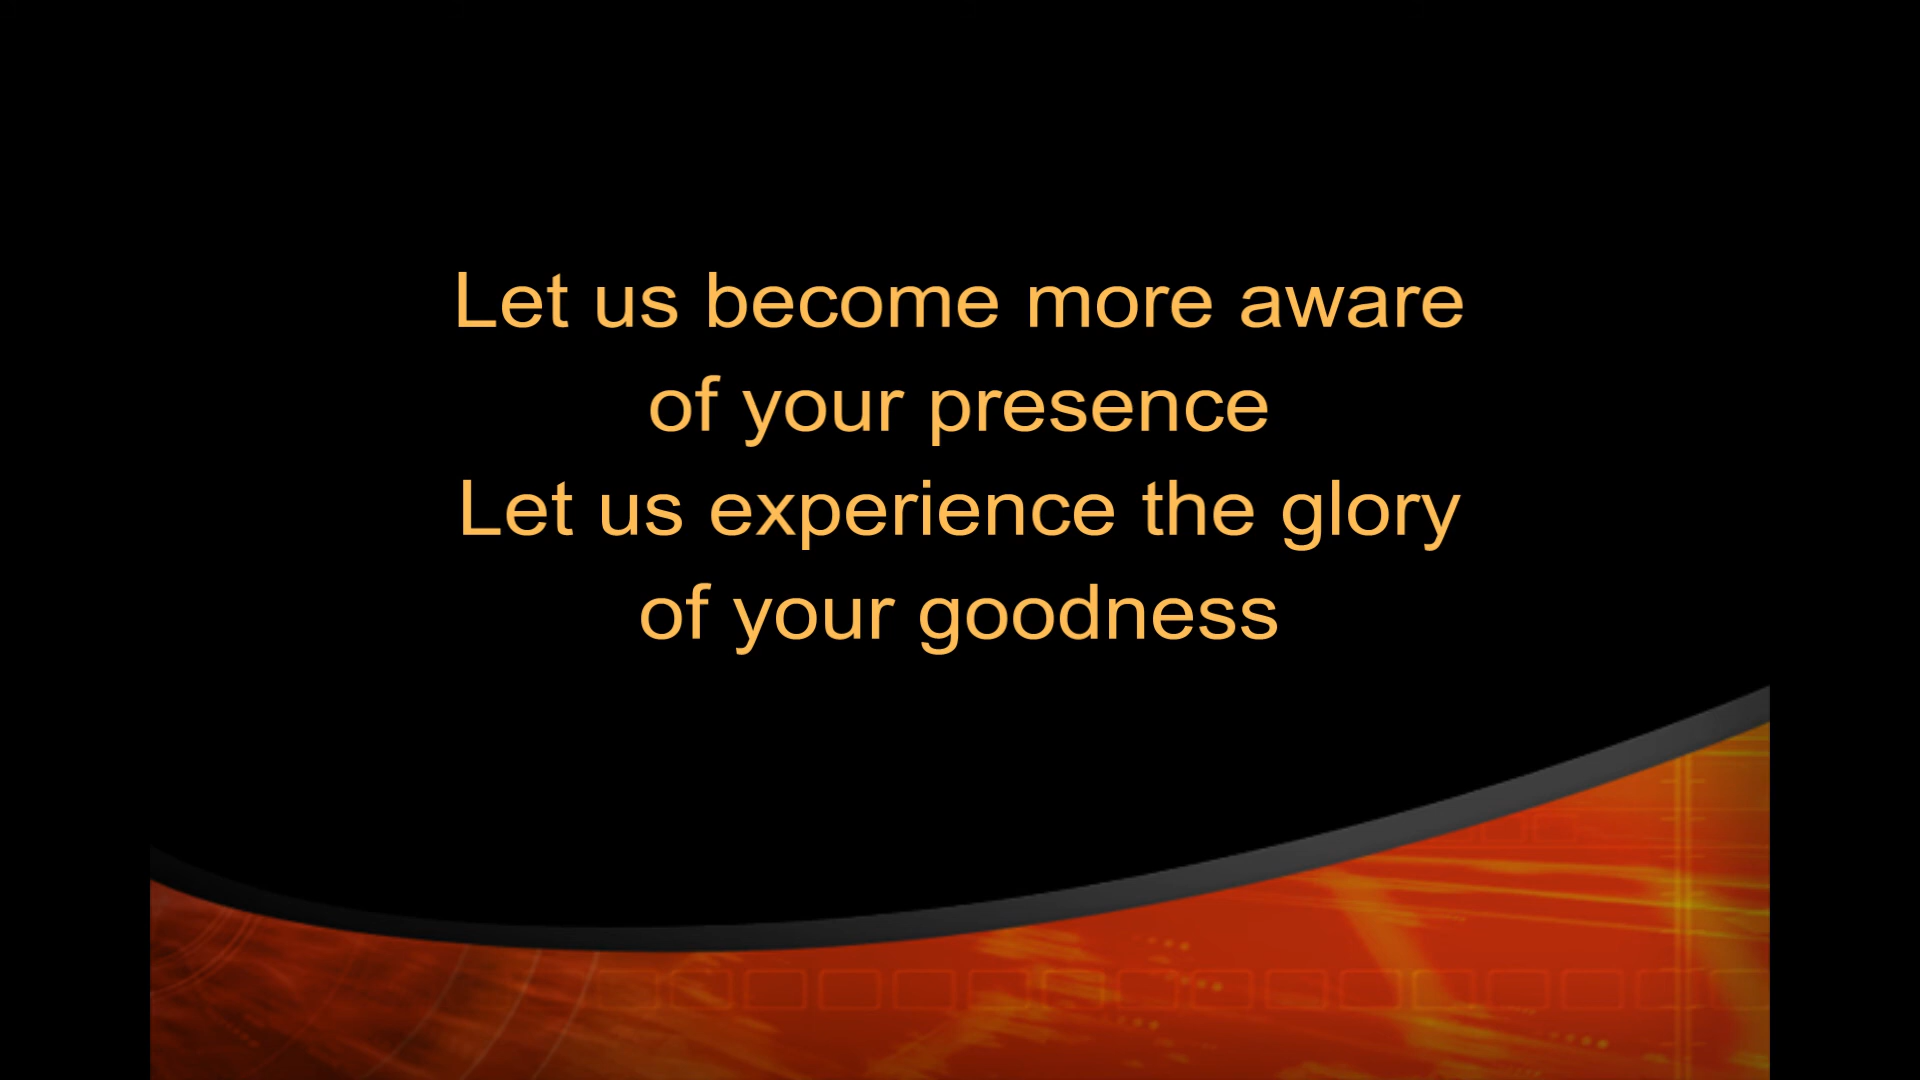 Let us become more aware
of your presence
Let us experience the glory
of your goodness